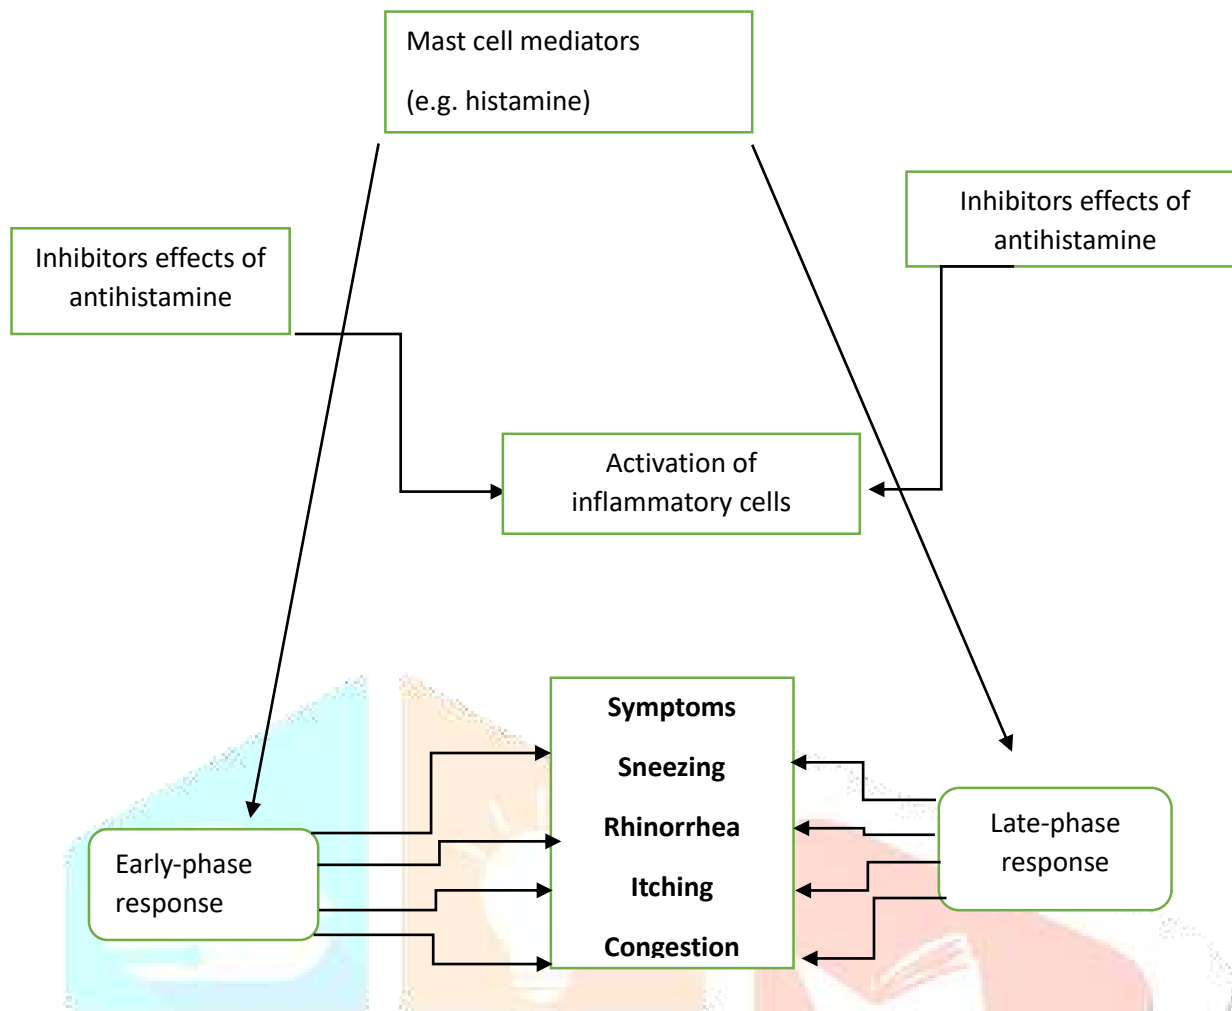 Mast cell mediators
(e.g. histamine)
Inhibitors effects of
antihistamine
Inhibitors effects of
antihistamine
Activation of
inflammatory cells
Symptoms
Sneezing
Rhinorrhea
Itching
Congestion
Early-phase
response
Late-phase
response